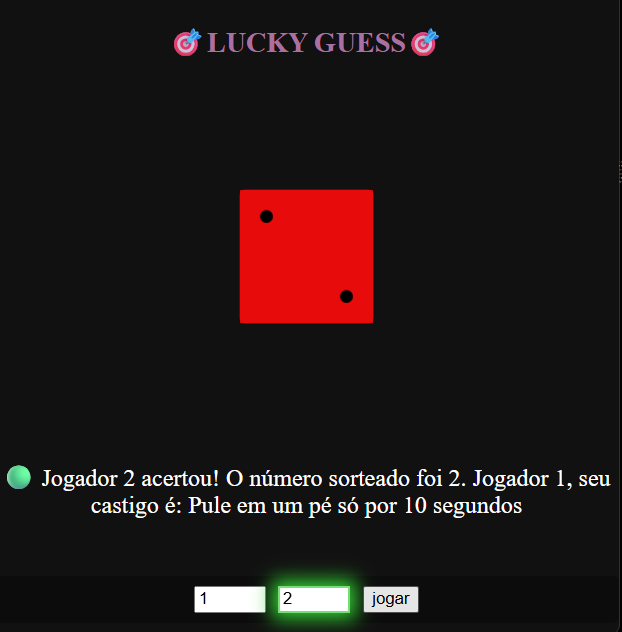 🎯 LUCKY GUESS 🎯
🟢 Jogador 2 acertou! O número sorteado foi 2. Jogador 1, seu
castigo é: Pule em um pé só por 10 segundos
1 2 jogar